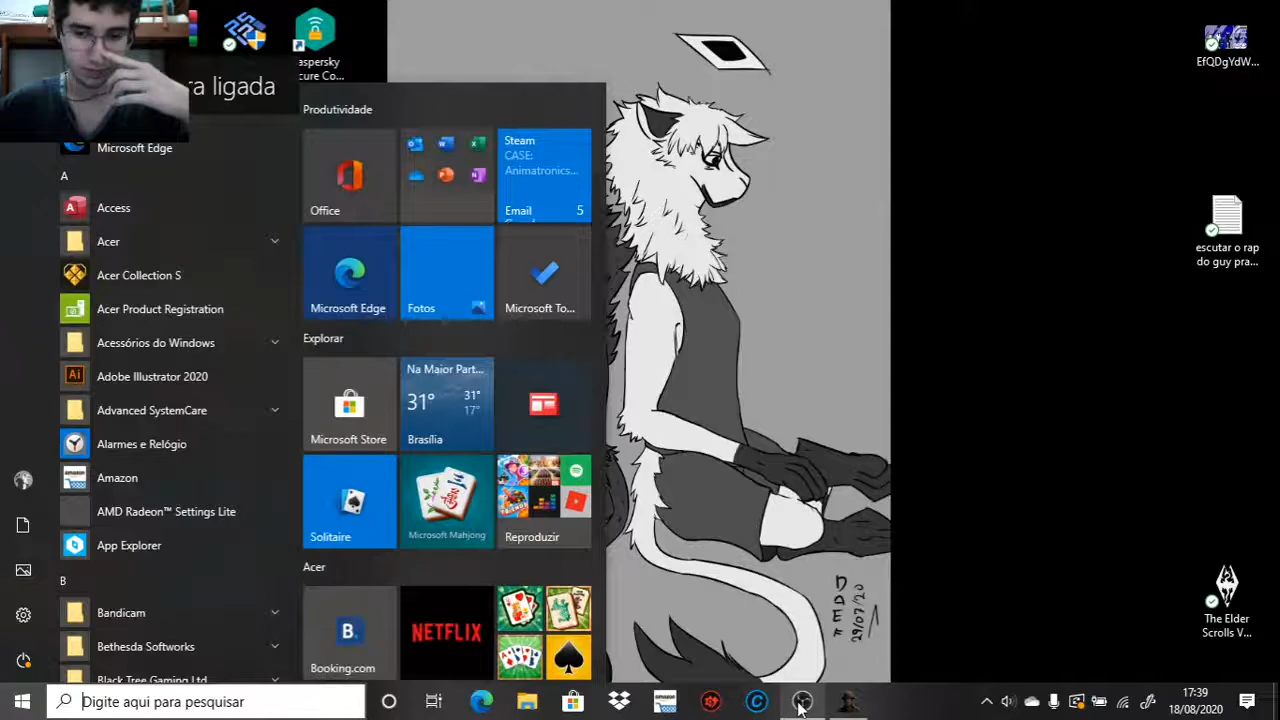 aspersky
cure Co...
ra ligada
Microsoft Edge
A
Access
Acer
Acer Collection S
Acer Product Registration
Acessórios do Windows
Adobe Illustrator 2020
Advanced SystemCare
Alarmes e Relógio
Amazon
AMD Radeon™ Settings Lite
App Explorer
B
Bandicam
Bethesda Softworks
Black Tree Gaming Ltd
Produtividade
Office
Steam
CASE:
Animatronics...
Email 5
Microsoft Edge
Fotos
Microsoft To...
Explorar
Microsoft Store
Na Maior Part...
31° 31°
17°
Brasília
Solitaire
Microsoft Mahjong
Reproduzir
Acer
B.
Booking.com
NETFLIX
29/07/20
EfQDgYdW...
escutar o rap
do guy pra...
The Elder
Scrolls V...
Digite aqui para pesquisar
17:39
18/08/2020